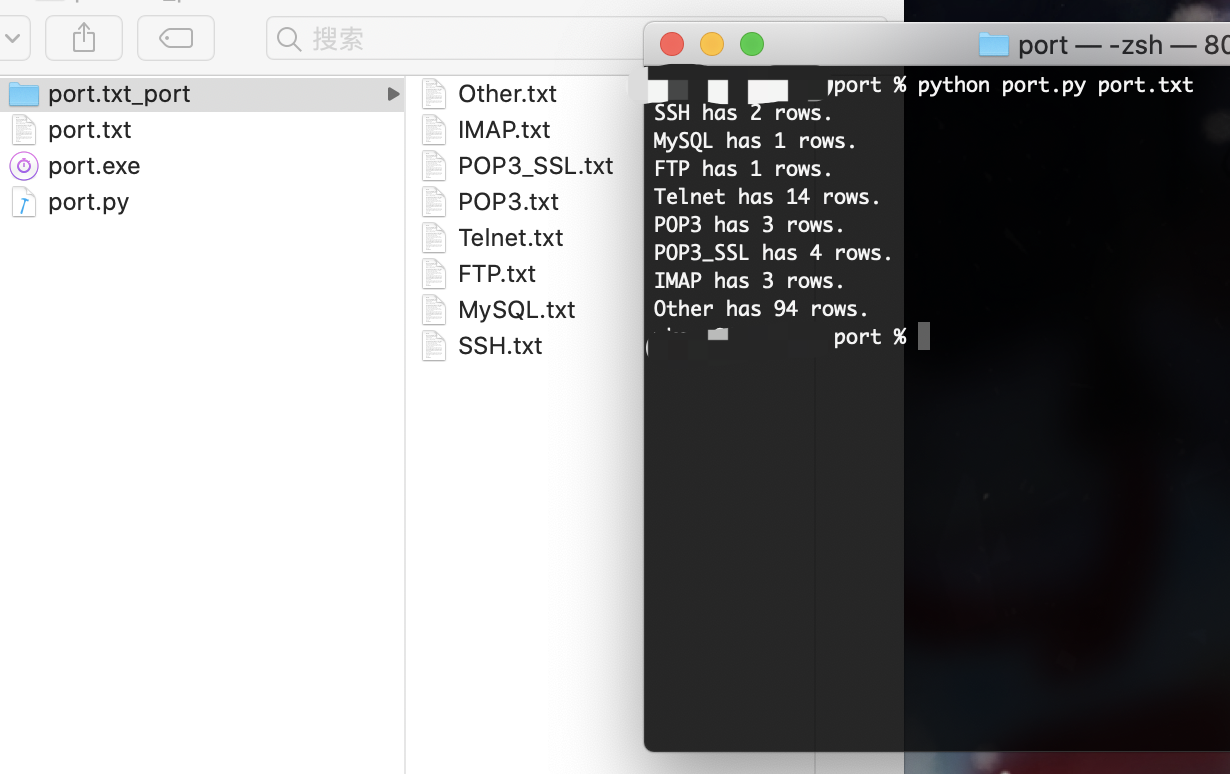 搜索
port.txt_port
port.txt
port.exe
port.py
Other.txt
IMAP.txt
POP3_SSL.txt
POP3.txt
Telnet.txt
FTP.txt
MySQL.txt
SSH.txt
port — -zsh — 80
port % python port.py port.txt
SSH has 2 rows.
MySQL has 1 rows.
FTP has 1 rows.
Telnet has 14 rows.
POP3 has 3 rows.
POP3_SSL has 4 rows.
IMAP has 3 rows.
Other has 94 rows.
port %